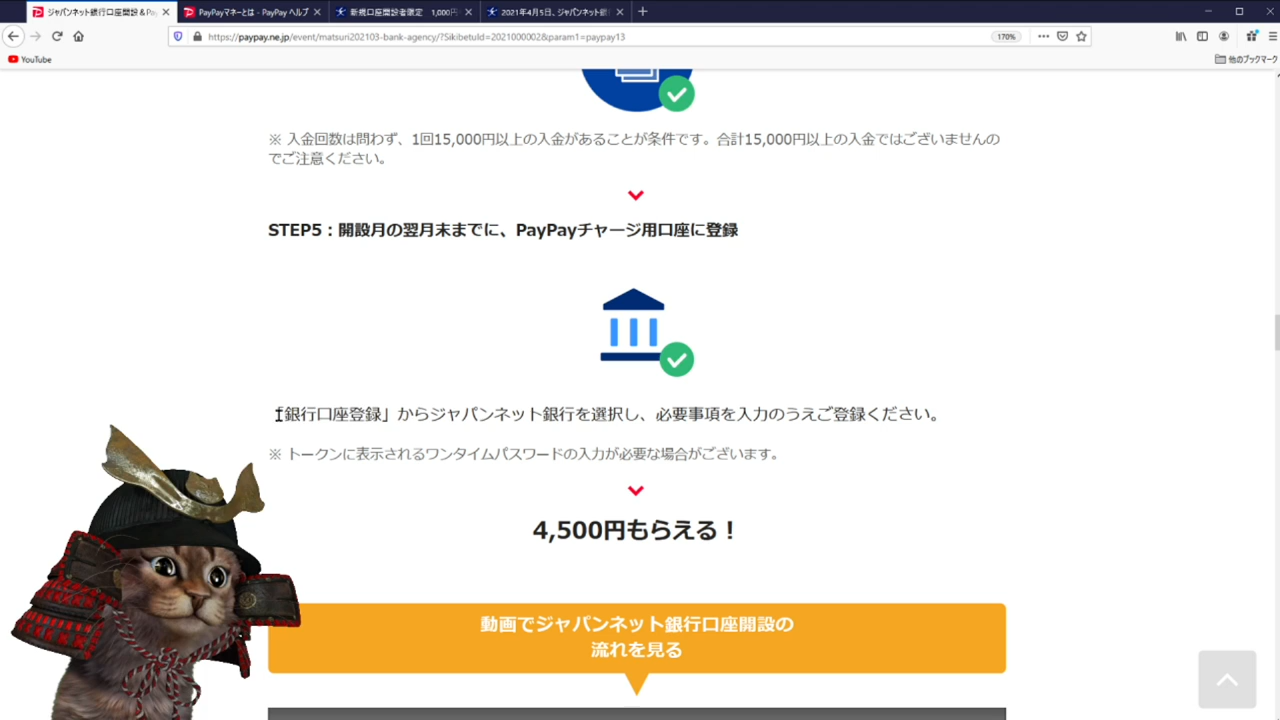 ジャパンネット銀行口座開設＆Pay
PayPayマネーとは - PayPay ヘルプ
新規口座開設者限定 1,000円
2021年4月5日、ジャパンネット銀
https://paypay.ne.jp/event/matsuri202103-bank-agency/?Sikibetuld=2021000002&param1=paypay13
170%
YouTube
他のブックマーク
※ 入金回数は問わず、1回15,000円以上の入金があることが条件です。合計15,000円以上の入金ではございませんの
でご注意ください。
STEP5：開設月の翌月末までに、PayPayチャージ用口座に登録
「銀行口座登録」からジャパンネット銀行を選択し、必要事項を入力のうえご登録ください。
※ トークンに表示されるワンタイムパスワードの入力が必要な場合がございます。
4,500円もらえる！
動画でジャパンネット銀行口座開設の
流れを見る